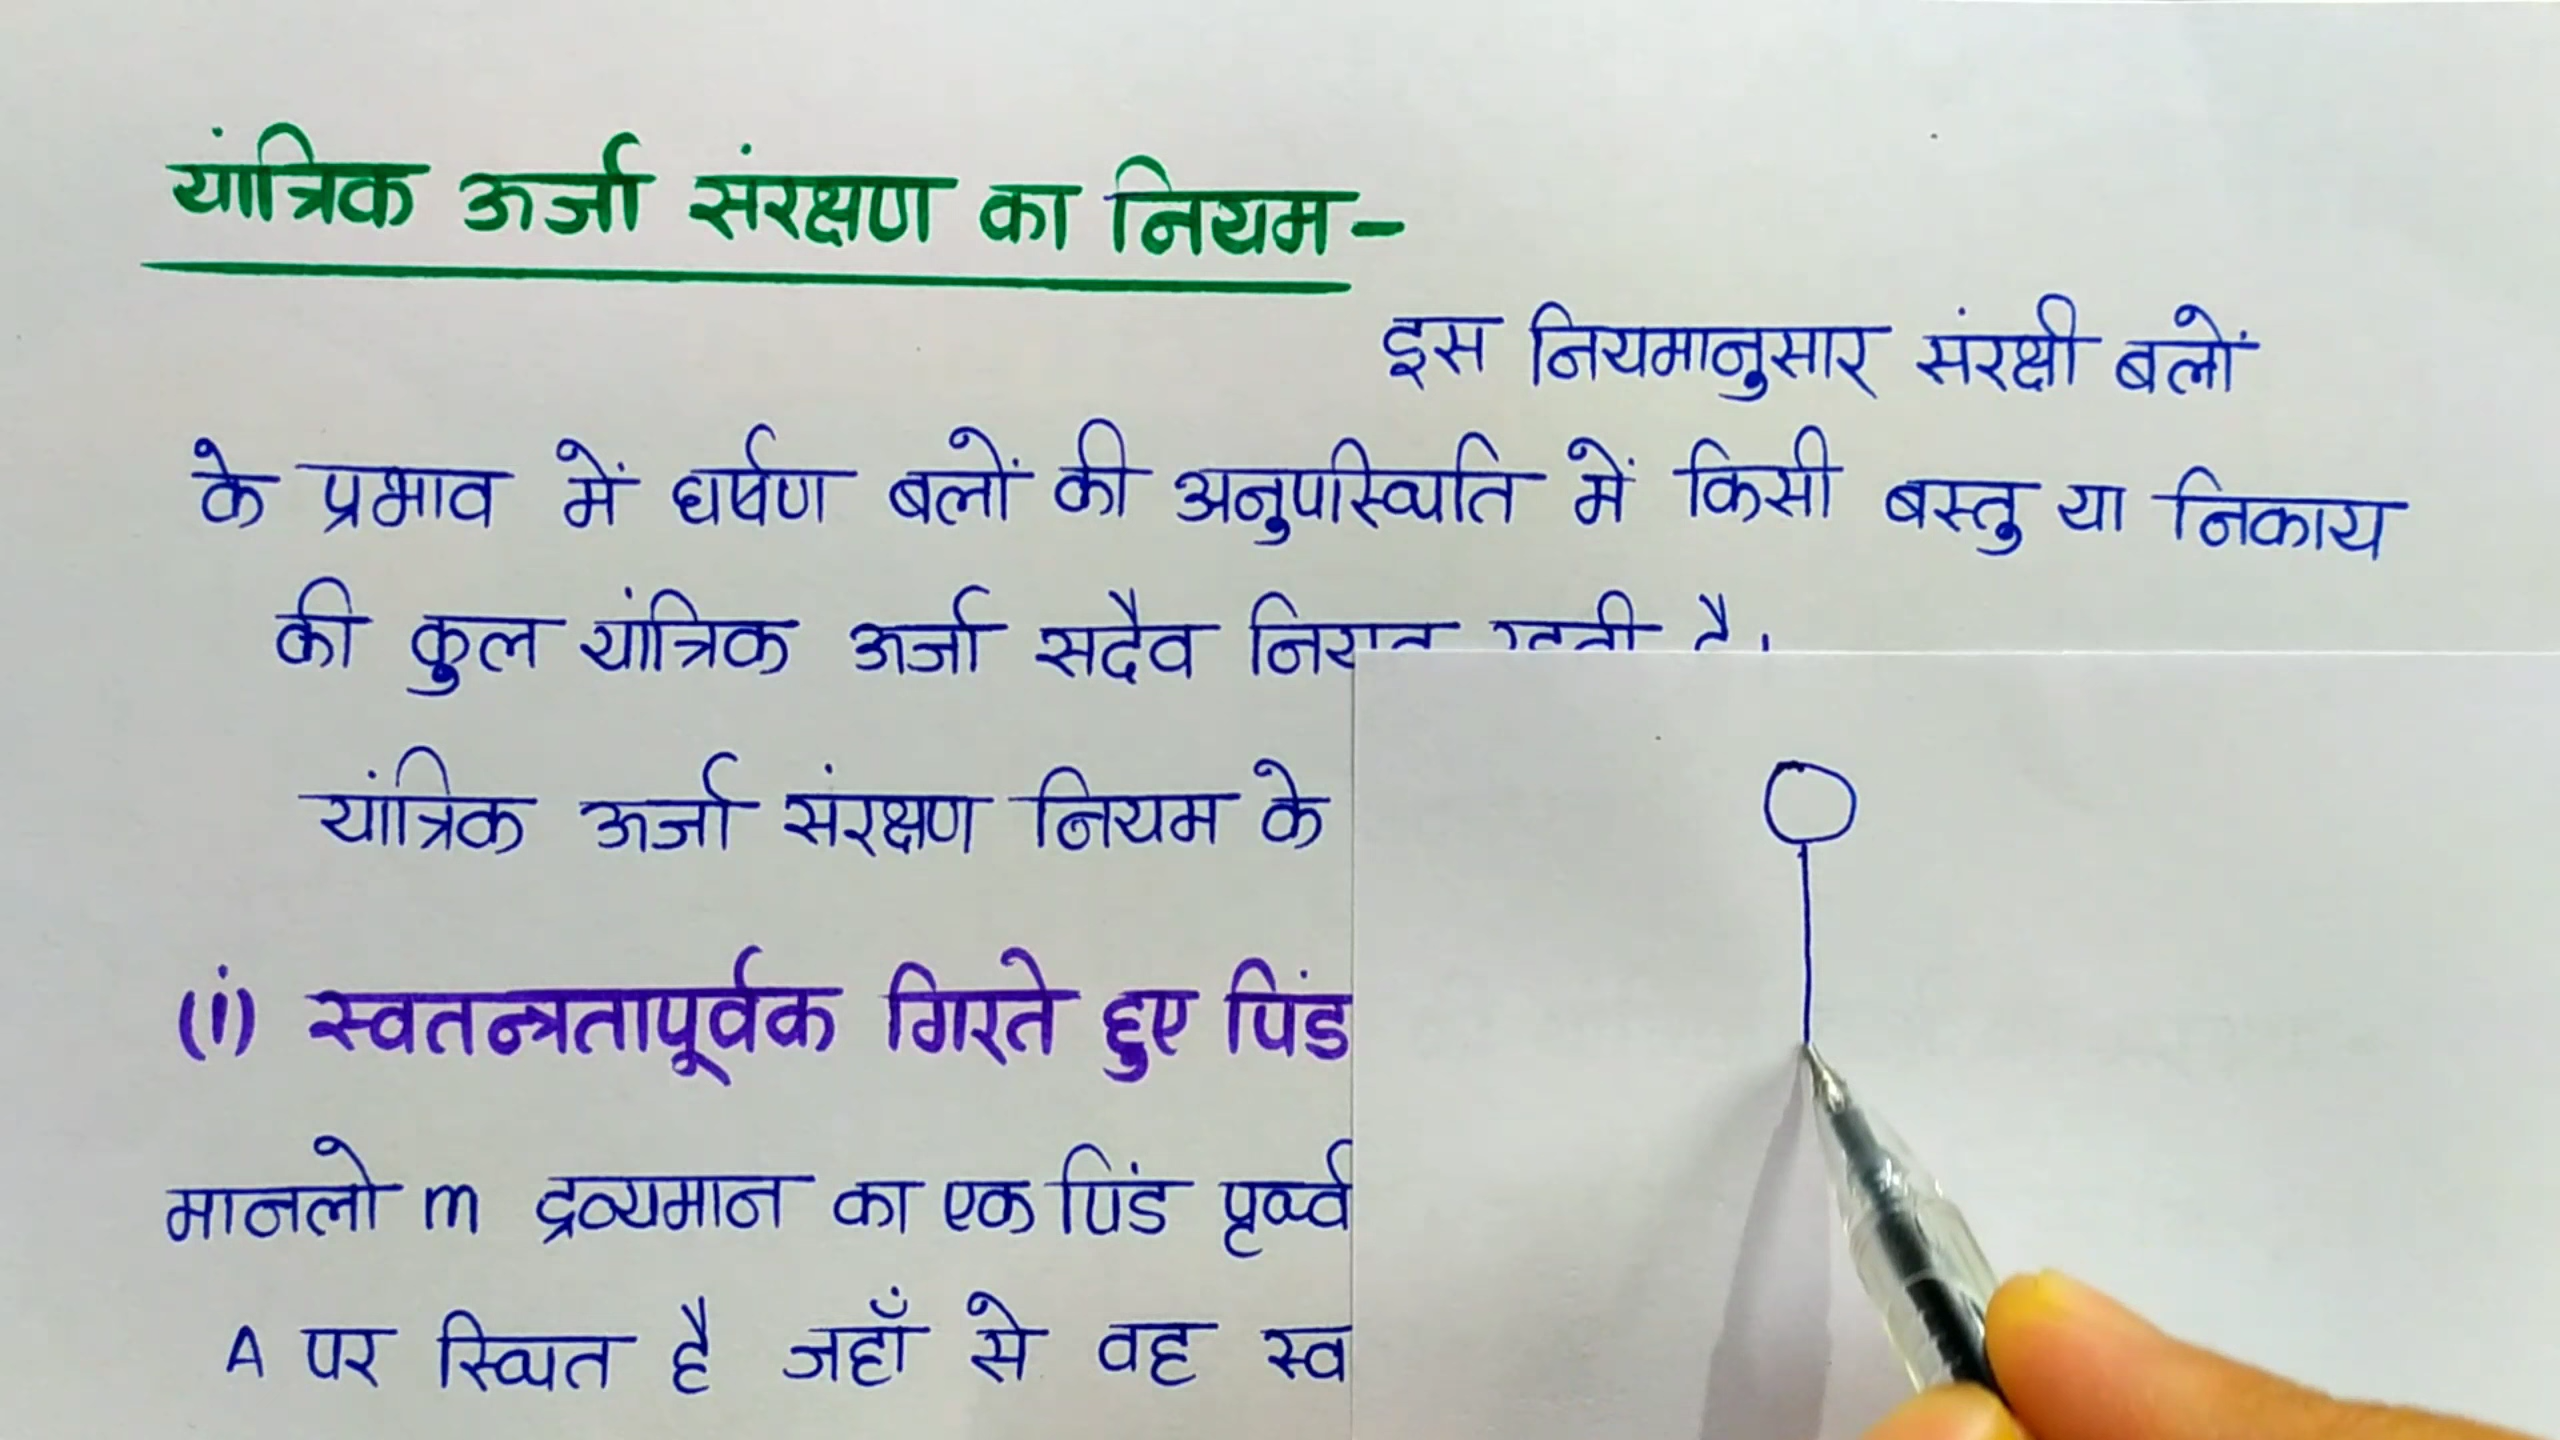 यांत्रिक ऊर्जा संरक्षण का नियम-
इस नियमानुसार संरक्षी बलों
के प्रभाव में घर्षण बलों की अनुपस्थिति में किसी बस्तु या निकाय
की कुल यांत्रिक ऊर्जा सदैव
यांत्रिक ऊर्जा संरक्षण नियम के
(i) स्वतन्त्रतापूर्वक गिरते हुए पिंड
मानलो m द्रव्यमान का एक पिंड
A पर स्थित है जहाँ से वह स्व